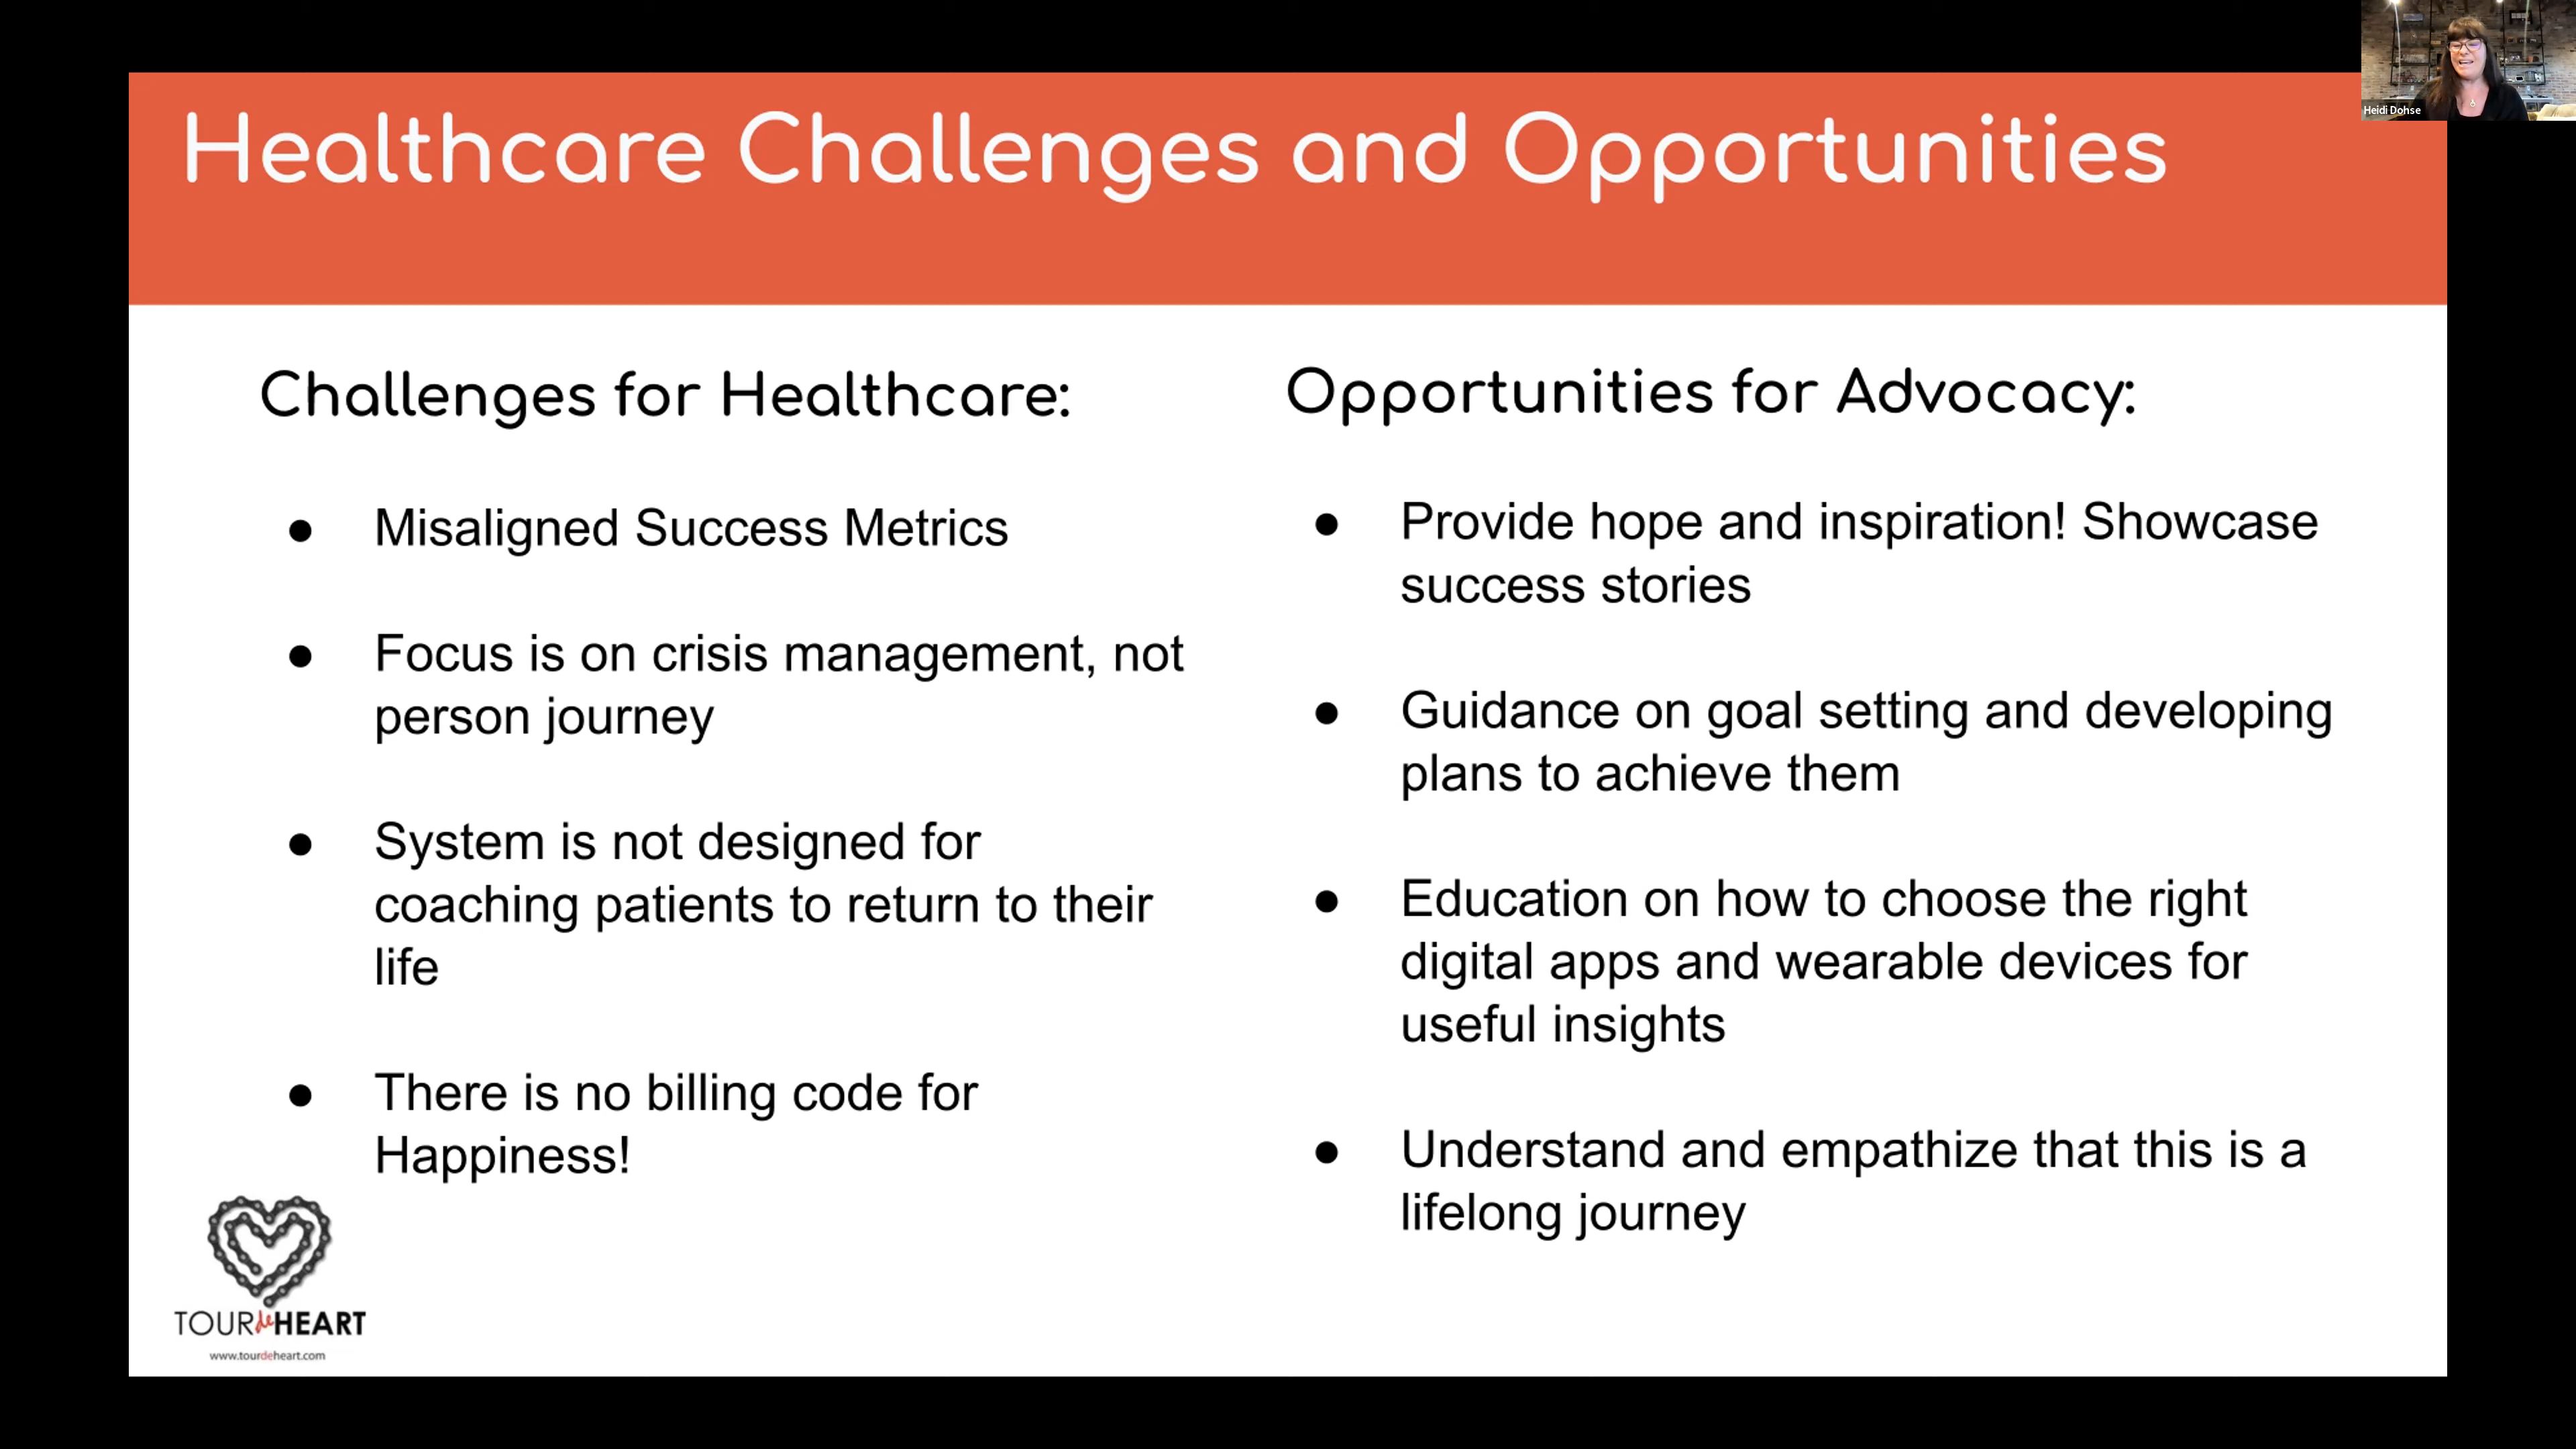 Heidi Dohse
Healthcare Challenges and Opportunities
Challenges for Healthcare:
● Misaligned Success Metrics
● Focus is on crisis management, not
person journey
● System is not designed for
coaching patients to return to their
life
● There is no billing code for
Happiness!
Opportunities for Advocacy:
● Provide hope and inspiration! Showcase
success stories
● Guidance on goal setting and developing
plans to achieve them
● Education on how to choose the right
digital apps and wearable devices for
useful insights
● Understand and empathize that this is a
lifelong journey
TOUR de HEART
www.tourdeheart.com